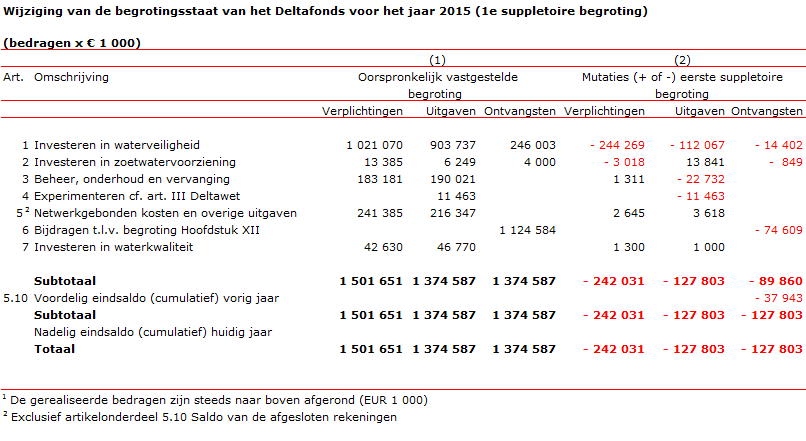 Wijziging van de begrotingsstaat van het Deltafonds voor het jaar 2015 (1e suppletoire begroting)
(bedragen x € 1 000)
(1) (2)
Art. Omschrijving Oorspronkelijk vastgestelde Mutaties (+ of -) eerste suppletoire
begroting begroting
Verplichtingen Uitgaven Ontvangsten Verplichtingen Uitgaven Ontvangsten
1 Investeren in waterveiligheid 1 021 070 903 737 246 003 - 244 269 - 112 067 - 14 402
2 Investeren in zoetwatervoorziening 13 385 6 249 4 000 - 3 018 13 841 - 849
3 Beheer, onderhoud en vervanging 183 181 190 021 1 311 - 22 732
4 Experimenteren cf. art. III Deltawet 11 463 - 11 463
5 ² Netwerkgebonden kosten en overige uitgaven 241 385 216 347 2 645 3 618
6 Bijdragen t.l.v. begroting Hoofdstuk XII 1 124 584 - 74 609
7 Investeren in waterkwaliteit 42 630 46 770 1 300 1 000
Subtotaal 1 501 651 1 374 587 1 374 587 - 242 031 - 127 803 - 89 860
5.10 Voordelig eindsaldo (cumulatief) vorig jaar - 37 943
Subtotaal 1 501 651 1 374 587 1 374 587 - 242 031 - 127 803 - 127 803
Nadelig eindsaldo (cumulatief) huidig jaar
Totaal 1 501 651 1 374 587 1 374 587 - 242 031 - 127 803 - 127 803
¹ De gerealiseerde bedragen zijn steeds naar boven afgerond (EUR 1 000)
² Exclusief artikelonderdeel 5.10 Saldo van de afgesloten rekeningen